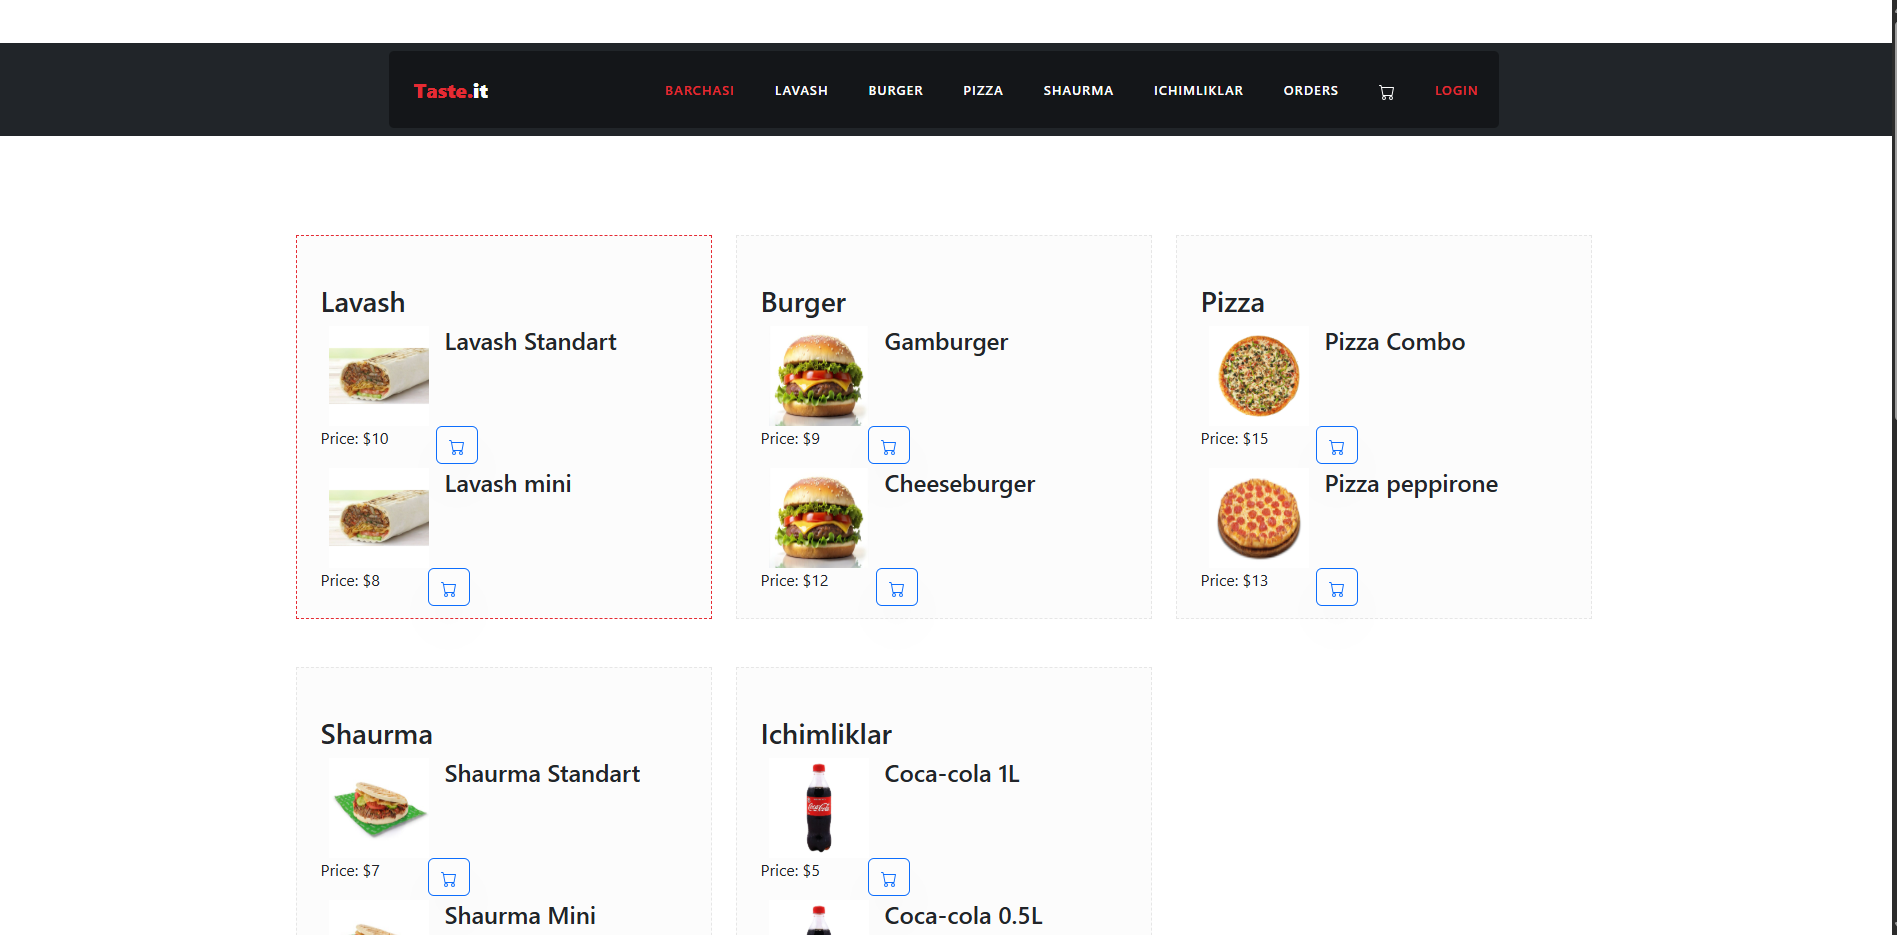 Taste.it
BARCHASI LAVASH BURGER PIZZA SHAURMA ICHIMLIKLAR ORDERS LOGIN
Lavash
Lavash Standart
Price: $10
Lavash mini
Price: $8
Burger
Gamburger
Price: $9
Cheeseburger
Price: $12
Pizza
Pizza Combo
Price: $15
Pizza peppirone
Price: $13
Shaurma
Shaurma Standart
Price: $7
Shaurma Mini
Ichimliklar
Coca-cola 1L
Coca-Cola
Price: $5
Coca-cola 0.5L